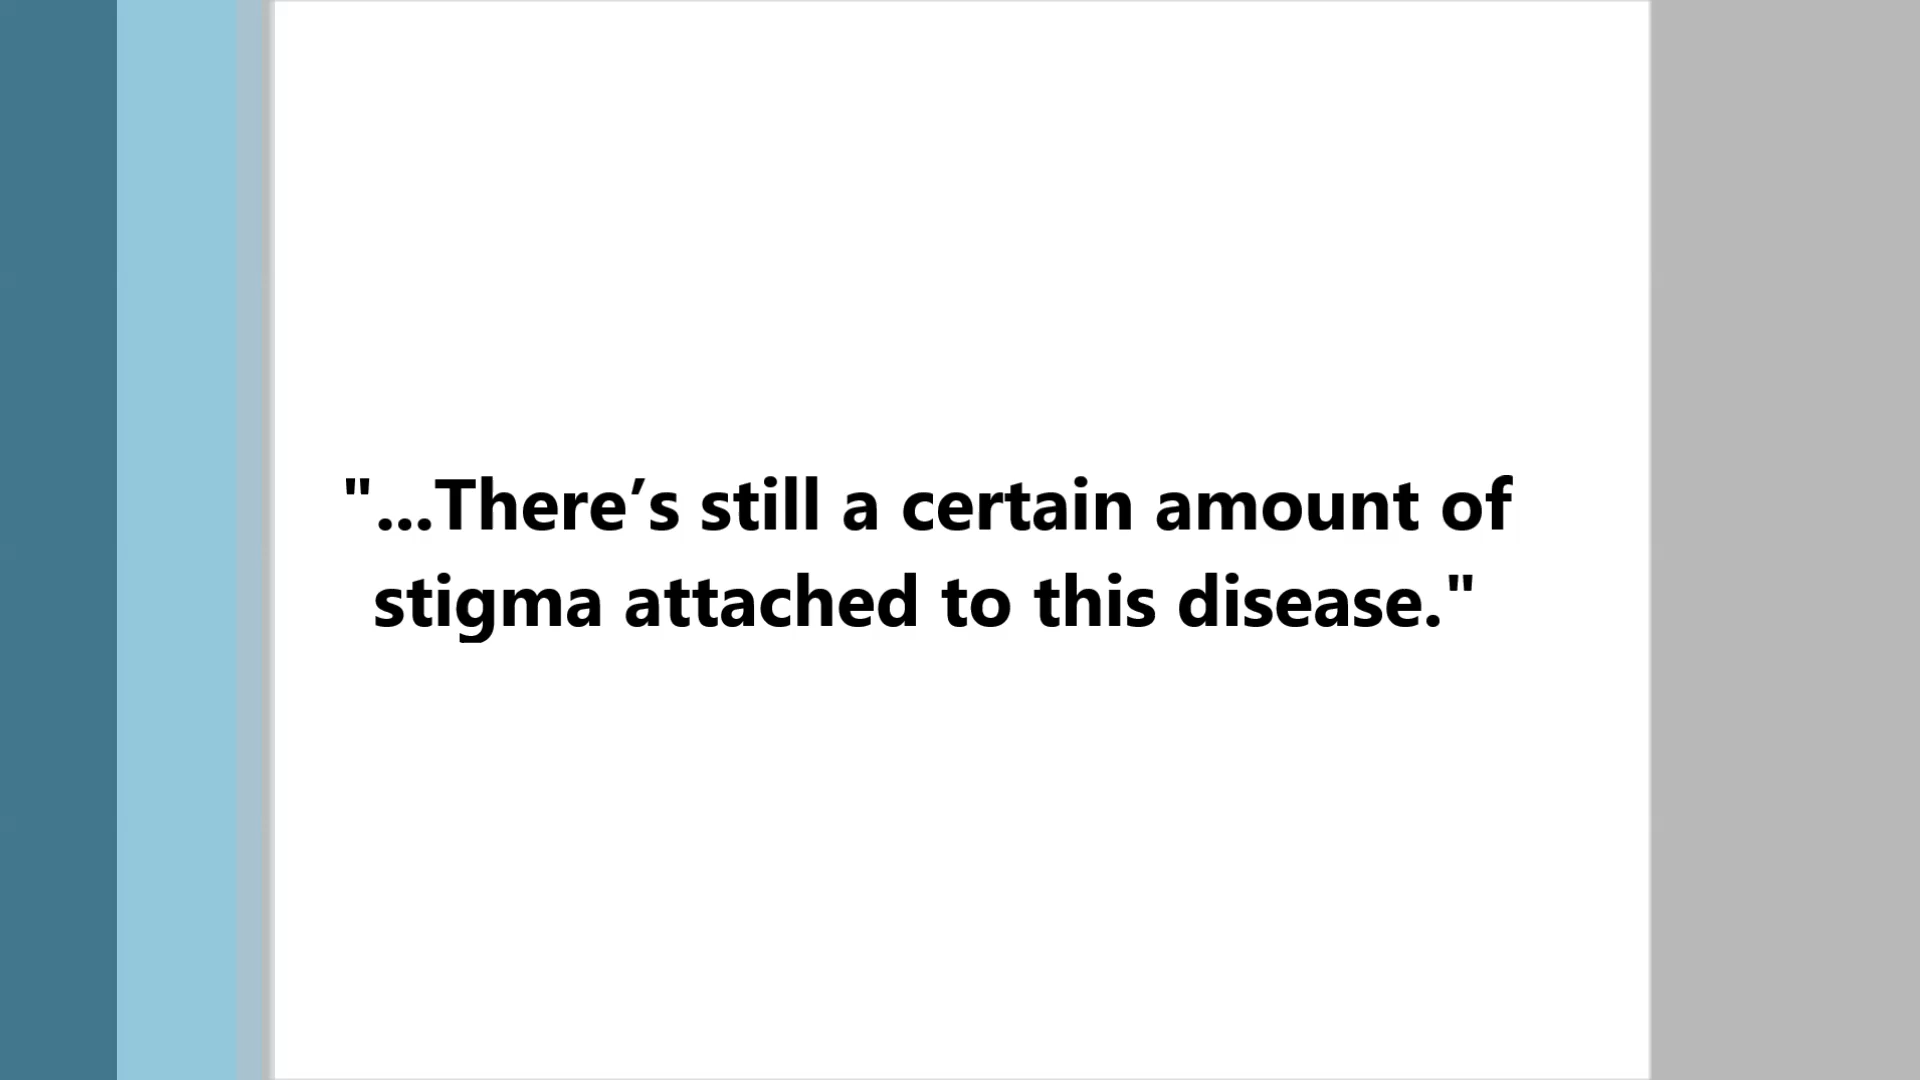 "...There’s still a certain amount of
stigma attached to this disease."